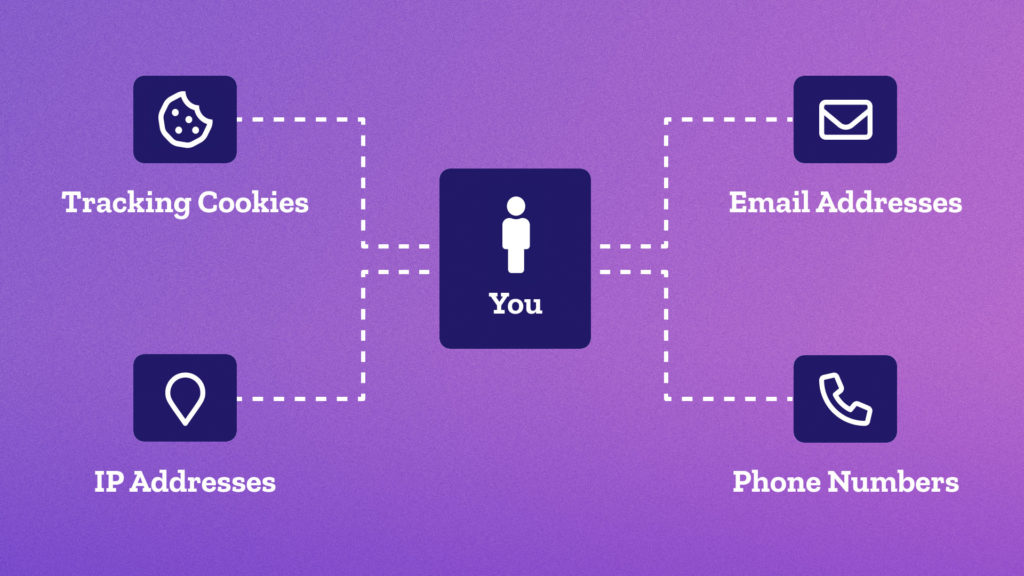 Tracking Cookies
Email Addresses
You
IP Addresses
Phone Numbers